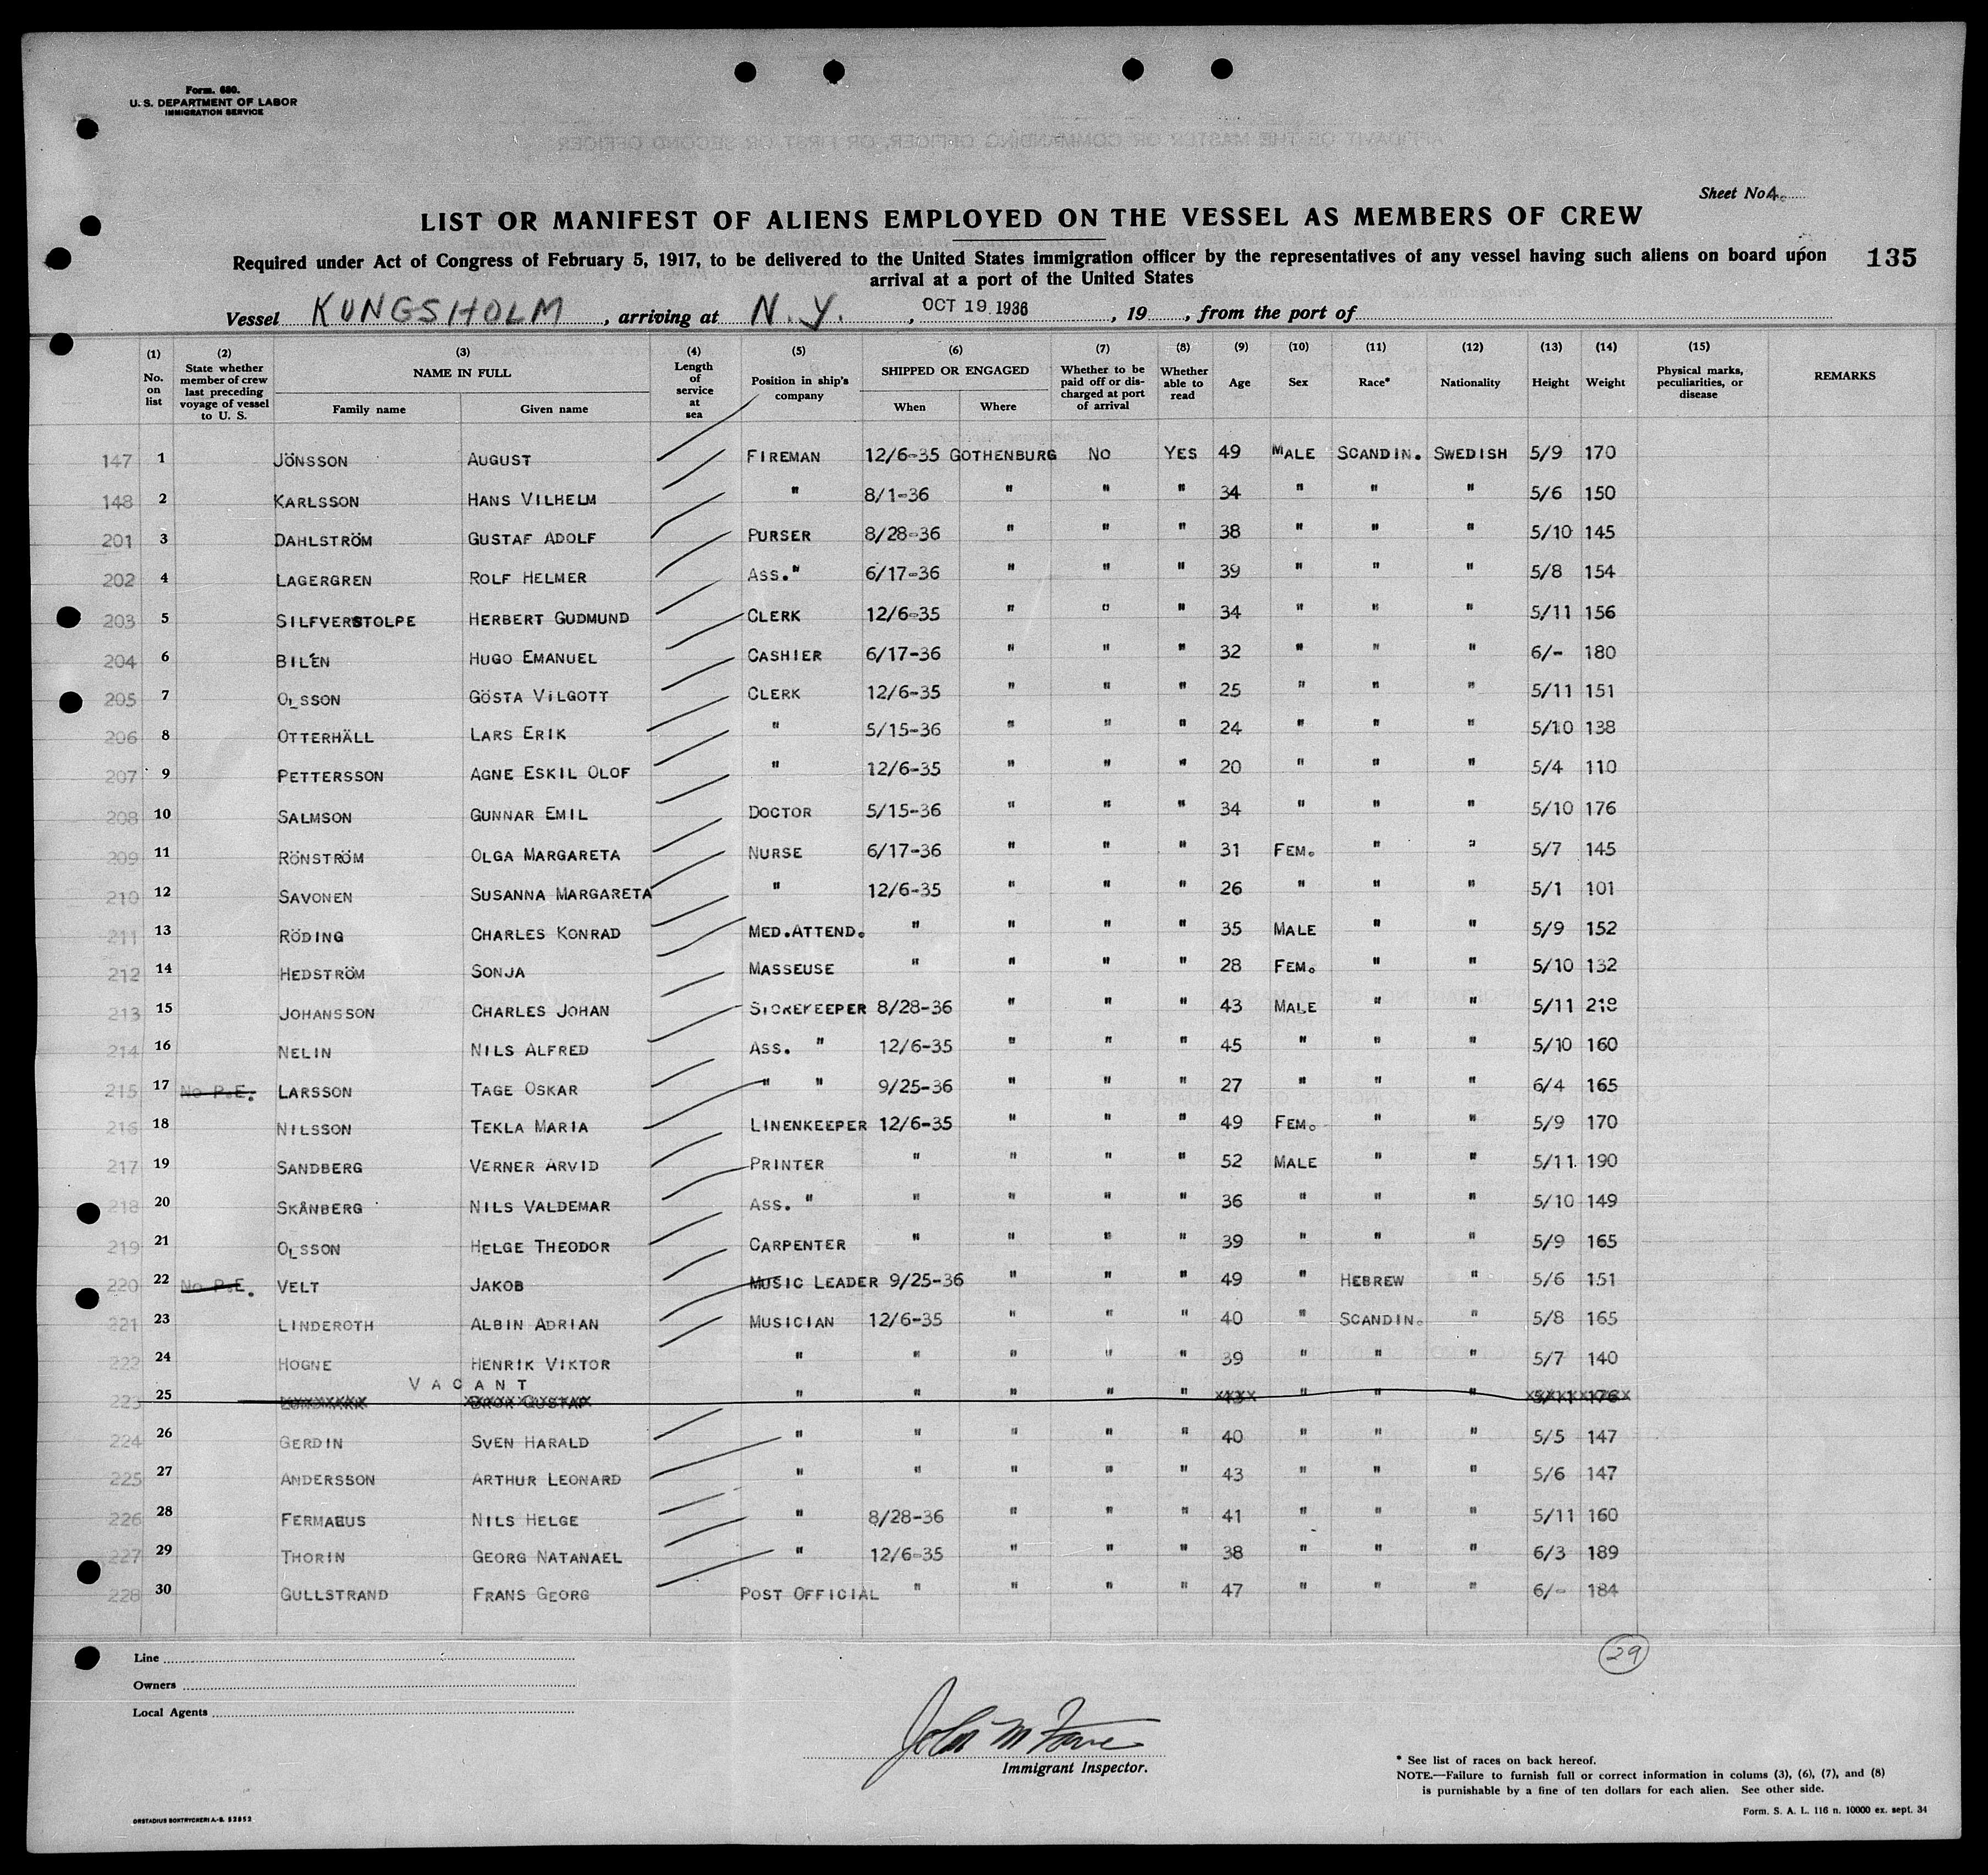 Form. 680.
U. S. DEPARTMENT OF LABOR
IMMIGRATION SERVICE
Sheet No 4.
LIST OR MANIFEST OF ALIENS EMPLOYED ON THE VESSEL AS MEMBERS OF CREW
Required under Act of Congress of February 5, 1917, to be delivered to the United States immigration officer by the representatives of any vessel having such aliens on board upon 135
arrival at a port of the United States
Vessel KUNGSHOLM, arriving at N. Y., OCT 19 1936, 19 , from the port of
(1) No. on list
(2) State whether member of crew last preceding voyage of vessel to U. S.
(3) NAME IN FULL Family name Given name
(4) Length of service at sea
(5) Position in ship's company
(6) SHIPPED OR ENGAGED When Where
(7) Whether to be paid off or dis-charged at port of arrival
(8) Whether able to read
(9) Age
(10) Sex
(11) Race*
(12) Nationality
(13) Height
(14) Weight
(15) Physical marks, peculiarities, or disease
REMARKS
147 1 JÖNSSON AUGUST FIREMAN 12/6-35 GOTHENBURG NO YES 49 MALE SCANDIN. SWEDISH 5/9 170
148 2 KARLSSON HANS VILHELM " 8/1-36 " " " 34 " " " 5/6 150
201 3 DAHLSTRÖM GUSTAF ADOLF PURSER 8/28-36 " " " 38 " " " 5/10 145
202 4 LAGERGREN ROLF HELMER ASS. " 6/17-36 " " " 39 " " " 5/8 154
203 5 SILFVERSTOLPE HERBERT GUDMUND CLERK 12/6-35 " " " 34 " " " 5/11 156
204 6 BILÉN HUGO EMANUEL CASHIER 6/17-36 " " " 32 " " " 6/- 180
205 7 OLSSON GÖSTA VILGOTT CLERK 12/6-35 " " " 25 " " " 5/11 151
206 8 OTTERHÄLL LARS ERIK " 5/15-36 " " " 24 " " " 5/10 138
207 9 PETTERSSON AGNE ESKIL OLOF " 12/6-35 " " " 20 " " " 5/4 110
208 10 SALMSON GUNNAR EMIL DOCTOR 5/15-36 " " " 34 " " " 5/10 176
209 11 RÖNSTRÖM OLGA MARGARETA NURSE 6/17-36 " " " 31 FEM. " " 5/7 145
210 12 SAVONEN SUSANNA MARGARETA " 12/6-35 " " " 26 " " " 5/1 101
211 13 RÖDING CHARLES KONRAD MED.ATTEND. " " " " 35 MALE " " 5/9 152
212 14 HEDSTRÖM SONJA MASSEUSE " " " " 28 FEM. " " 5/10 132
213 15 JOHANSSON CHARLES JOHAN STOREKEEPER 8/28-36 " " " 43 MALE " " 5/11 218
214 16 NELIN NILS ALFRED ASS. " 12/6-35 " " " 45 " " " 5/10 160
215 17 NO P.E. LARSSON TAGE OSKAR " " 9/25-36 " " " 27 " " " 6/4 165
216 18 NILSSON TEKLA MARIA LINENKEEPER 12/6-35 " " " 49 FEM. " " 5/9 170
217 19 SANDBERG VERNER ARVID PRINTER " " " " 52 MALE " " 5/11 190
218 20 SKÅNBERG NILS VALDEMAR ASS. " " " " " 36 " " " 5/10 149
219 21 OLSSON HELGE THEODOR CARPENTER " " " " 39 " " " 5/9 165
220 22 NO P.E. VELT JAKOB MUSIC LEADER 9/25-36 " " " 49 " HEBREW " 5/6 151
221 23 LINDEROTH ALBIN ADRIAN MUSICIAN 12/6-35 " " " 40 " SCANDIN. " 5/8 165
222 24 HOGNE HENRIK VIKTOR " " " " " 39 " " " 5/7 140
VACANT
223 25 BROR GUSTAF " " " " " 43 " " " 5/11 176
224 26 GERDIN SVEN HARALD " " " " " 40 " " " 5/5 147
225 27 ANDERSSON ARTHUR LEONARD " " " " " 43 " " " 5/6 147
226 28 FERMAEUS NILS HELGE " 8/28-36 " " " 41 " " " 5/11 160
227 29 THORIN GEORG NATANAEL " 12/6-35 " " " 38 " " " 6/3 189
228 30 GULLSTRAND FRANS GEORG POST OFFICIAL " " " " 47 " " " 6/- 184
29
Line
Owners
Local Agents
Immigrant Inspector.
* See list of races on back hereof.
NOTE.—Failure to furnish full or correct information in colums (3), (6), (7), and (8)
is punishable by a fine of ten dollars for each alien. See other side.
ORSTADIUS BOKTRYCKERI A.-B. 52852
Form. S. A. L. 116 n. 10000 ex. sept. 34